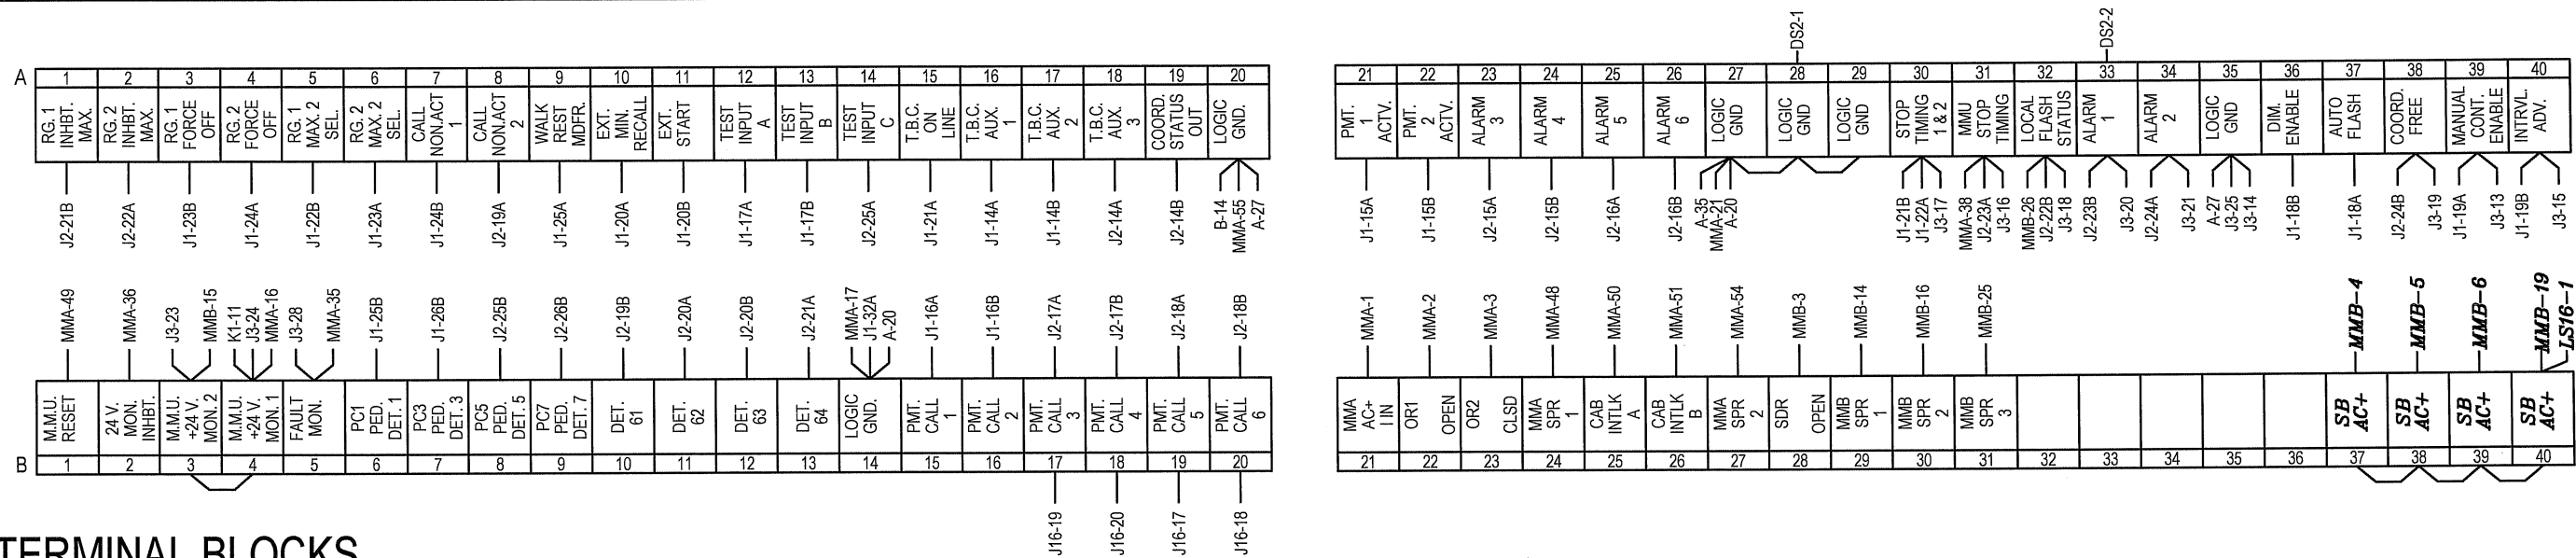 DS2-1 DS2-2
A 1 2 3 4 5 6 7 8 9 10 11 12 13 14 15 16 17 18 19 20 21 22 23 24 25 26 27 28 29 30 31 32 33 34 35 36 37 38 39 40
RG. 1 INHBT. MAX.
RG. 2 INHBT. MAX.
RG. 1 FORCE OFF
RG. 2 FORCE OFF
RG. 1 MAX. 2 SEL.
RG. 2 MAX. 2 SEL.
CALL NON.ACT 1
CALL NON.ACT 2
WALK REST MDFR.
EXT. MIN. RECALL
EXT. START
TEST INPUT A
TEST INPUT B
TEST INPUT C
T.B.C. ON LINE
T.B.C. AUX. 1
T.B.C. AUX. 2
T.B.C. AUX. 3
COORD. STATUS OUT
LOGIC GND.
PMT. 1 ACTV.
PMT. 2 ACTV.
ALARM 3
ALARM 4
ALARM 5
ALARM 6
LOGIC GND
LOGIC GND
LOGIC GND
STOP TIMING 1 & 2
MMU STOP TIMING
LOCAL FLASH STATUS
ALARM 1
ALARM 2
LOGIC GND
DIM. ENABLE
AUTO FLASH
COORD. FREE
MANUAL CONT. ENABLE
INTRVL. ADV.
J2-21B
J2-22A
J1-23B
J1-24A
J1-22B
J1-23A
J1-24B
J2-19A
J1-25A
J1-20A
J1-20B
J1-17A
J1-17B
J2-25A
J1-21A
J1-14A
J1-14B
J2-14A
J2-14B
B-14
MMA-55
A-27
J1-15A
J1-15B
J2-15A
J2-15B
J2-16A
J2-16B
A-35
MMA-21
A-20
J1-21B
J1-22A
J3-17
MMA-38
J2-23A
J3-16
MMB-26
J2-22B
J3-18
J2-23B
J3-20
J2-24A
J3-21
A-27
J3-25
J3-14
J1-18B
J1-18A
J2-24B
J3-19
J1-19A
J3-13
J1-19B
J3-15
MMA-49
MMA-36
J3-23
MMB-15
K1-11
J3-24
MMA-16
J3-28
MMA-35
J1-25B
J1-26B
J2-25B
J2-26B
J2-19B
J2-20A
J2-20B
J2-21A
MMA-17
J1-32A
A-20
J1-16A
J1-16B
J2-17A
J2-17B
J2-18A
J2-18B
MMA-1
MMA-2
MMA-3
MMA-48
MMA-50
MMA-51
MMA-54
MMB-3
MMB-14
MMB-16
MMB-25
MMB-4
MMB-5
MMB-6
MMB-19
LS16-1
M.M.U. RESET
24 V. MON. INHBT.
M.M.U. +24 V. MON. 2
M.M.U. +24 V. MON. 1
FAULT MON.
PC1 PED. DET. 1
PC3 PED. DET. 3
PC5 PED. DET. 5
PC7 PED. DET. 7
DET. 61
DET. 62
DET. 63
DET. 64
LOGIC GND.
PMT. CALL 1
PMT. CALL 2
PMT. CALL 3
PMT. CALL 4
PMT. CALL 5
PMT. CALL 6
MMA AC+ I IN
OR1 OPEN
OR2 CLSD
MMA SPR 1
CAB INTLK A
CAB INTLK B
MMA SPR 2
SDR OPEN
MMB SPR 1
MMB SPR 2
MMB SPR 3
SB AC+
SB AC+
SB AC+
SB AC+
B 1 2 3 4 5 6 7 8 9 10 11 12 13 14 15 16 17 18 19 20 21 22 23 24 25 26 27 28 29 30 31 32 33 34 35 36 37 38 39 40
J16-19
J16-20
J16-17
J16-18
TERMINAL BLOCKS